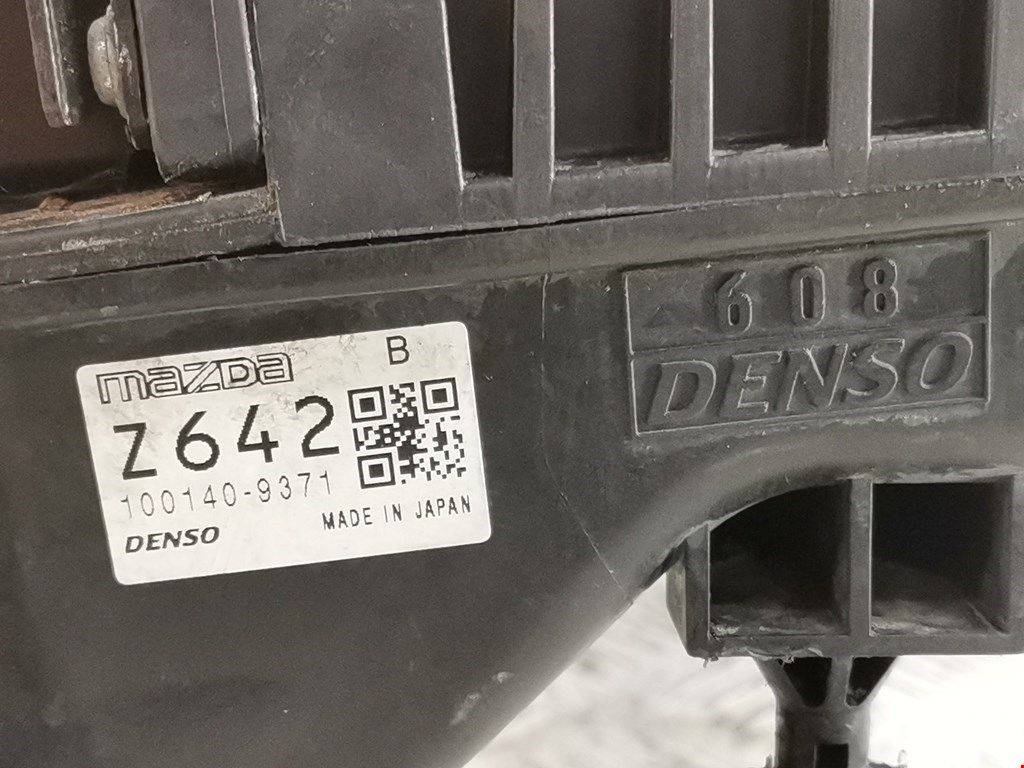 mazda B
Z642
100140-9371
DENSO MADE IN JAPAN
608
DENSO